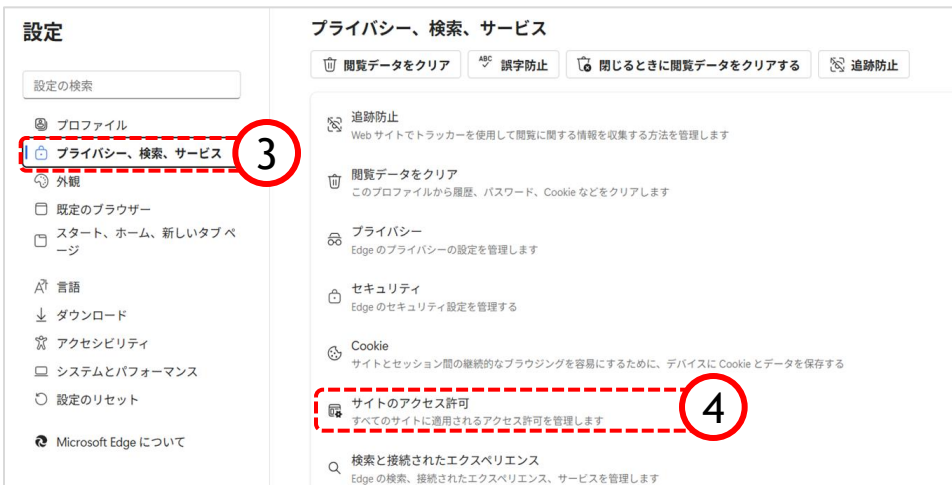 設定
設定の検索
プロファイル
プライバシー、検索、サービス
3
外観
既定のブラウザー
スタート、ホーム、新しいタブ ペ
ージ
言語
ダウンロード
アクセシビリティ
システムとパフォーマンス
設定のリセット
Microsoft Edge について
プライバシー、検索、サービス
閲覧データをクリア
ABC 誤字防止
閉じるときに閲覧データをクリアする
追跡防止
追跡防止
Web サイトでトラッカーを使用して閲覧に関する情報を収集する方法を管理します
閲覧データをクリア
このプロファイルから履歴、パスワード、Cookie などをクリアします
プライバシー
Edge のプライバシーの設定を管理します
セキュリティ
Edge のセキュリティ設定を管理する
Cookie
サイトとセッション間の継続的なブラウジングを容易にするために、デバイスに Cookie とデータを保存する
サイトのアクセス許可
すべてのサイトに適用されるアクセス許可を管理します
4
検索と接続されたエクスペリエンス
Edge の検索、接続されたエクスペリエンス、サービスを管理します